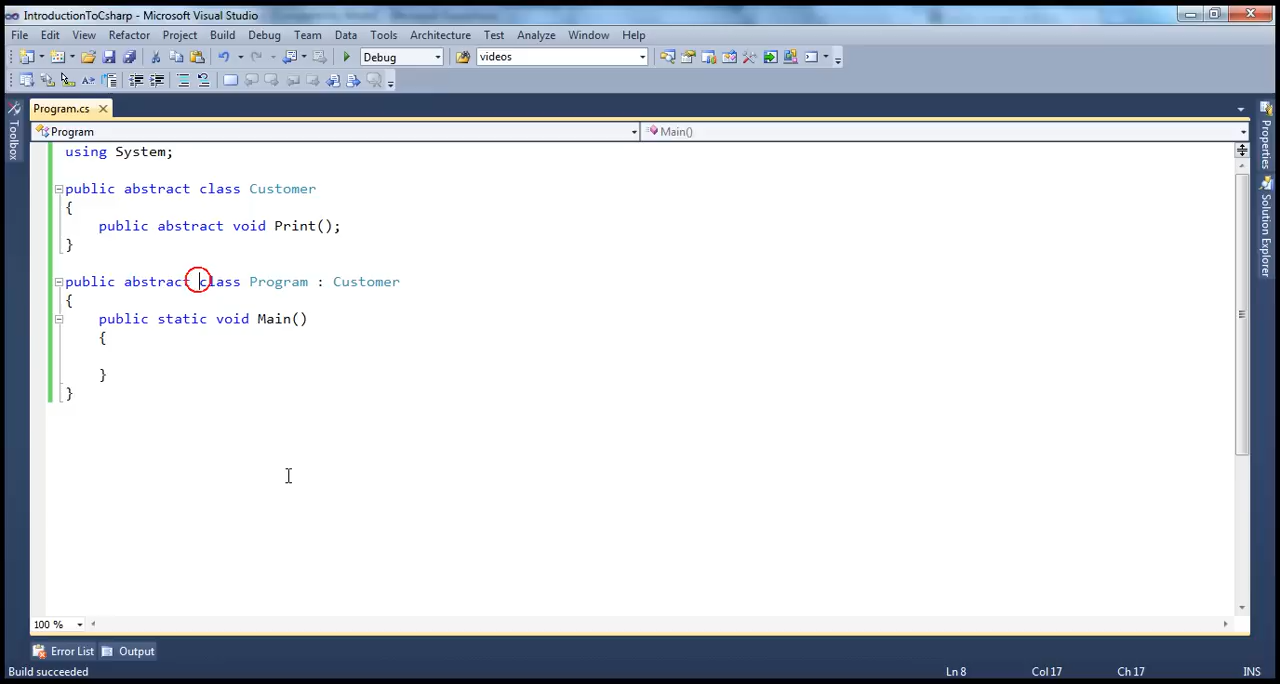 IntroductionToCsharp - Microsoft Visual Studio
File Edit View Refactor Project Build Debug Team Data Tools Architecture Test Analyze Window Help
Debug videos
Program.cs
Program Main()
using System;
public abstract class Customer
{
public abstract void Print();
}
public abstract class Program : Customer
{
public static void Main()
{
}
}
Toolbox
Properties
Solution Explorer
100 %
Error List Output
Build succeeded Ln 8 Col 17 Ch 17 INS